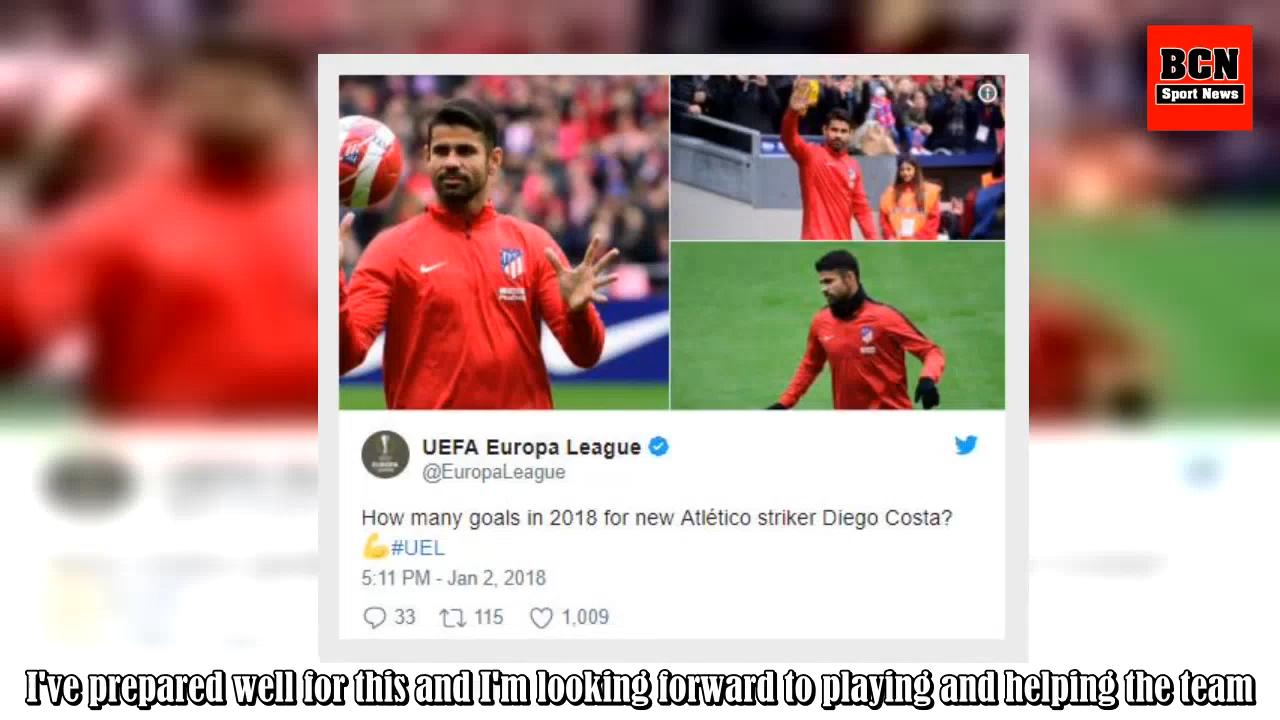 BCN
Sport News
UEFA Europa League
@EuropaLeague
How many goals in 2018 for new Atlético striker Diego Costa?
💪#UEL
5:11 PM - Jan 2, 2018
33 115 1,009
I've prepared well for this and I'm looking forward to playing and helping the team